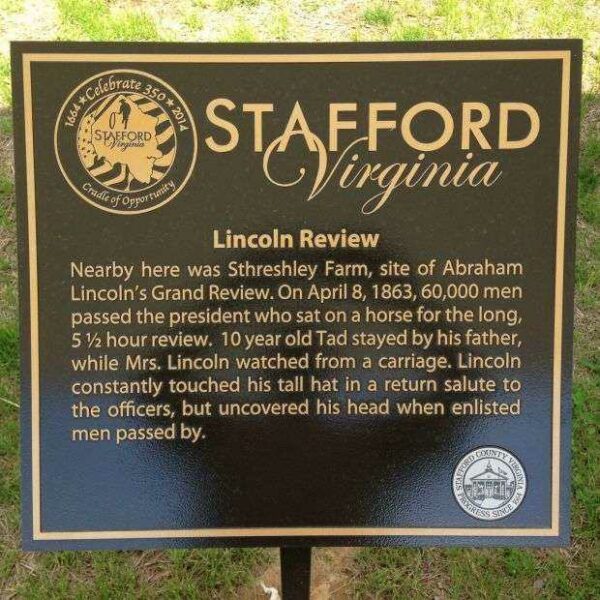 1664 ★ Celebrate 350 ★ 2014
STAFFORD
Virginia
Cradle of Opportunity
STAFFORD
Virginia
Lincoln Review
Nearby here was Sthreshley Farm, site of Abraham
Lincoln's Grand Review. On April 8, 1863, 60,000 men
passed the president who sat on a horse for the long,
5 ½ hour review. 10 year old Tad stayed by his father,
while Mrs. Lincoln watched from a carriage. Lincoln
constantly touched his tall hat in a return salute to
the officers, but uncovered his head when enlisted
men passed by.
STAFFORD COUNTY VIRGINIA
PROGRESS SINCE 1664